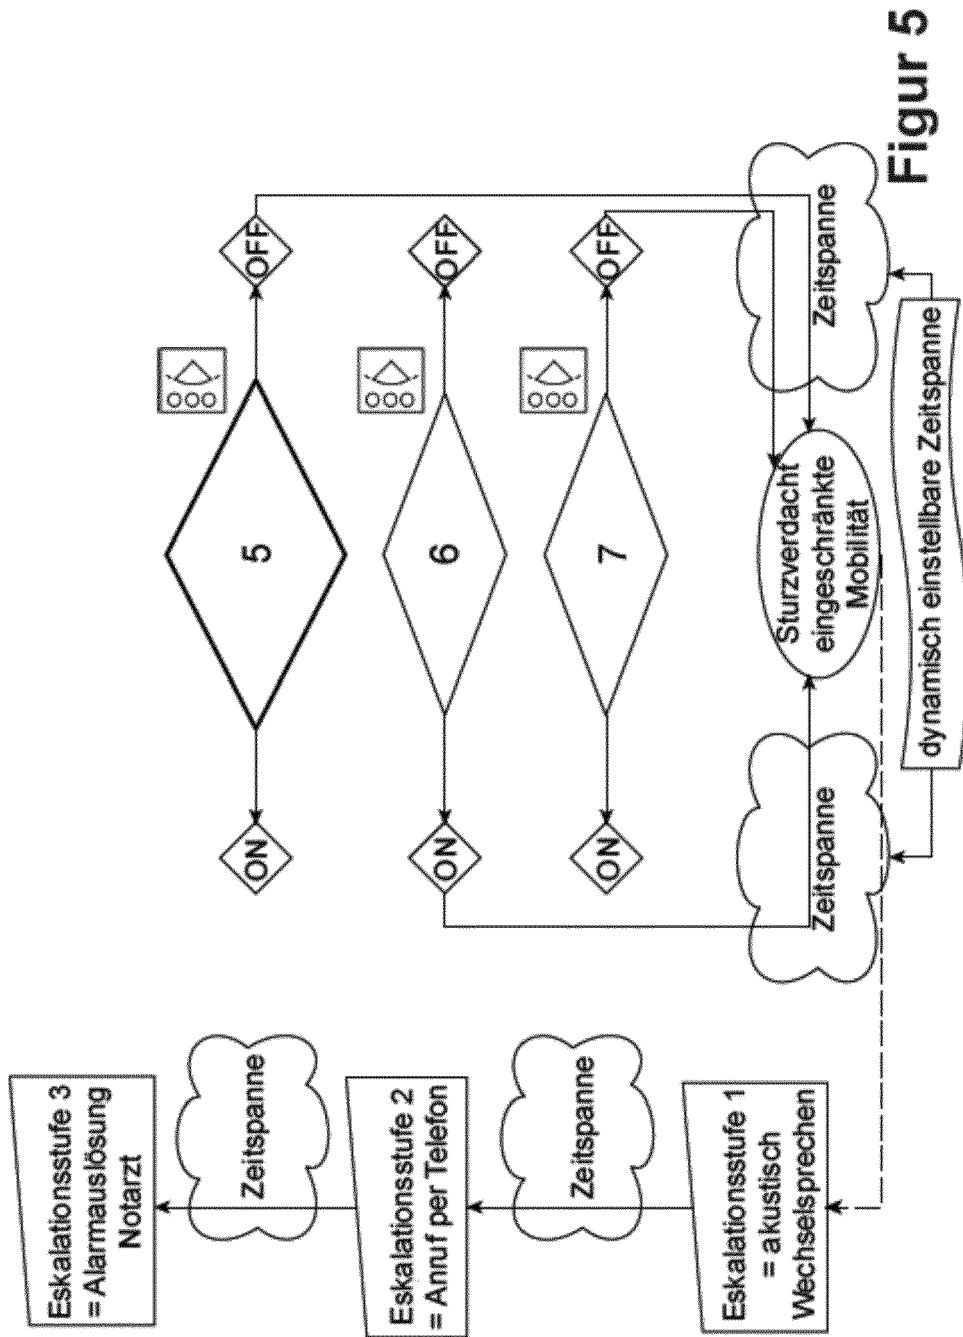 Eskalationsstufe 3
= Alarmauslösung
Notarzt
Zeitspanne
Eskalationsstufe 2
= Anruf per Telefon
Zeitspanne
Eskalationsstufe 1
= akustisch
Wechselsprechen
ON
5
OFF
ON
6
OFF
ON
7
OFF
Zeitspanne
Sturzverdacht
eingeschränkte
Mobilität
Zeitspanne
dynamisch einstellbare Zeitspanne
Figur 5